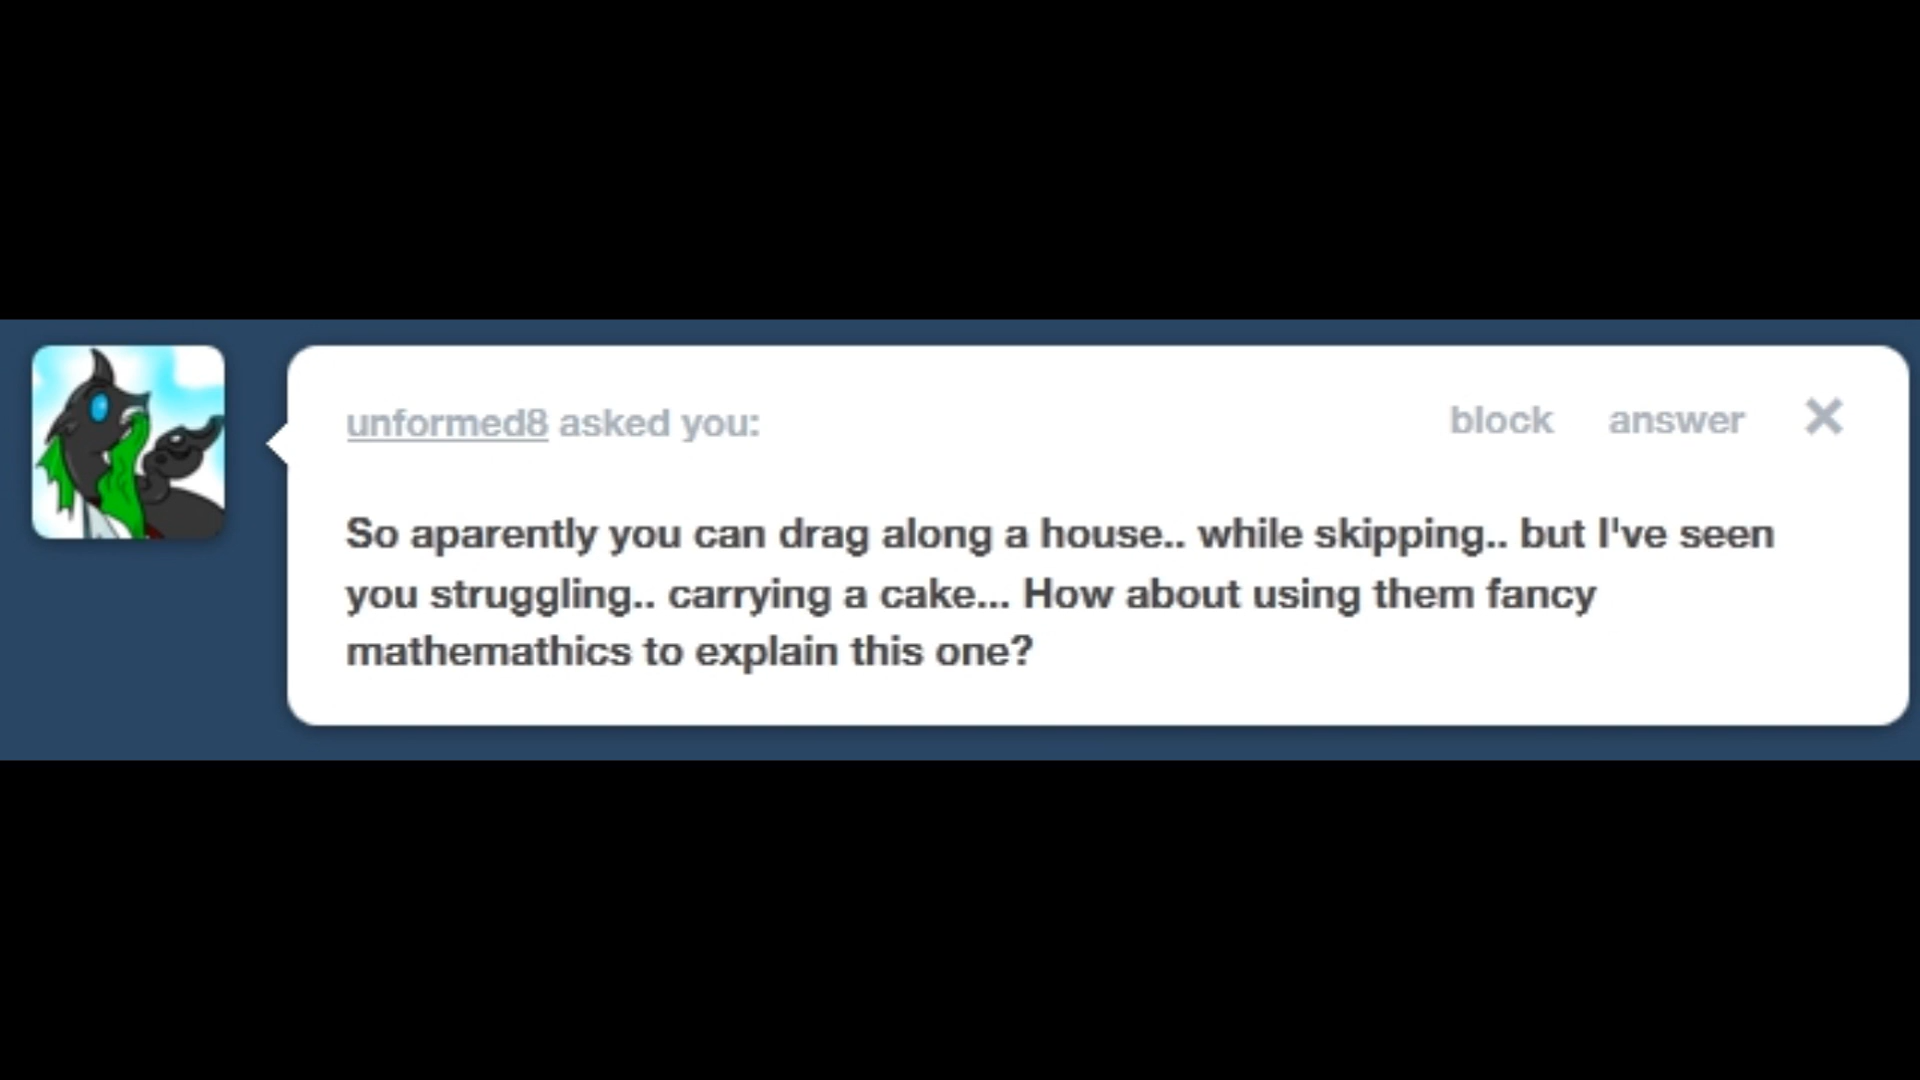 unformed8 asked you:
block answer
So aparently you can drag along a house.. while skipping.. but I've seen
you struggling.. carrying a cake... How about using them fancy
mathemathics to explain this one?